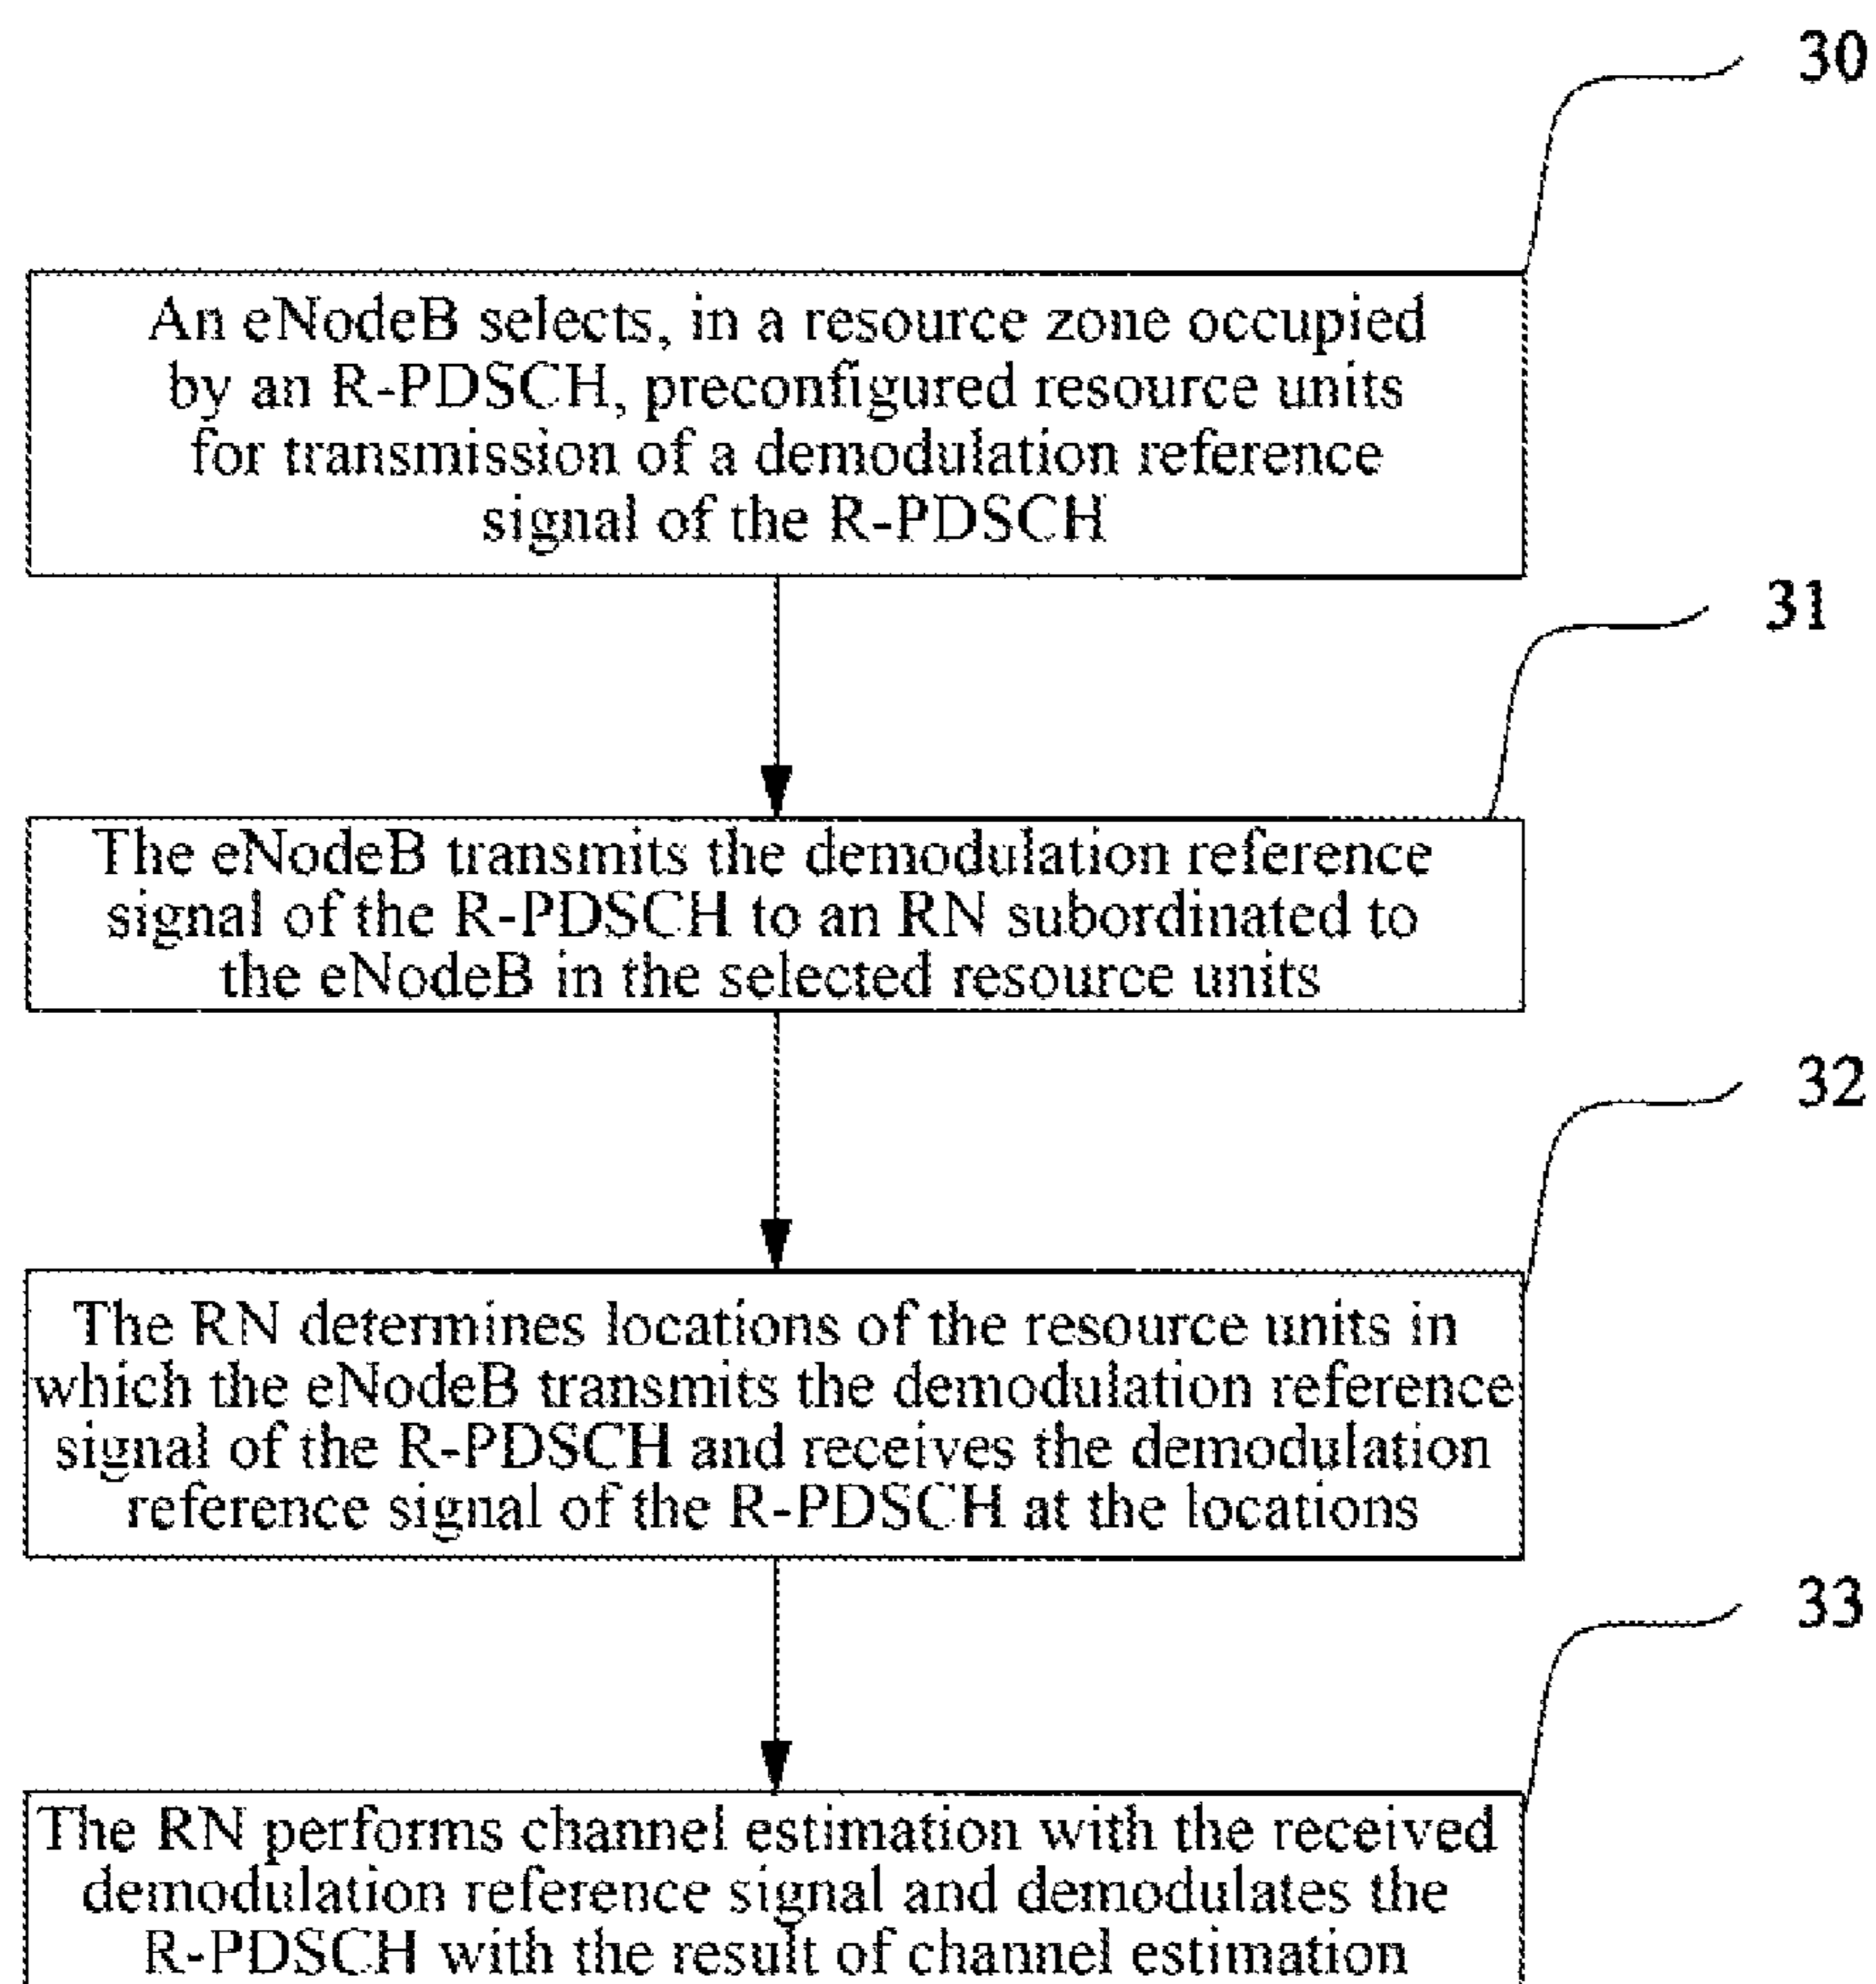 30
An eNodeB selects, in a resource zone occupied
by an R-PDSCH, preconfigured resource units
for transmission of a demodulation reference
signal of the R-PDSCH
31
The eNodeB transmits the demodulation reference
signal of the R-PDSCH to an RN subordinated to
the eNodeB in the selected resource units
32
The RN determines locations of the resource units in
which the eNodeB transmits the demodulation reference
signal of the R-PDSCH and receives the demodulation
reference signal of the R-PDSCH at the locations
33
The RN performs channel estimation with the received
demodulation reference signal and demodulates the
R-PDSCH with the result of channel estimation